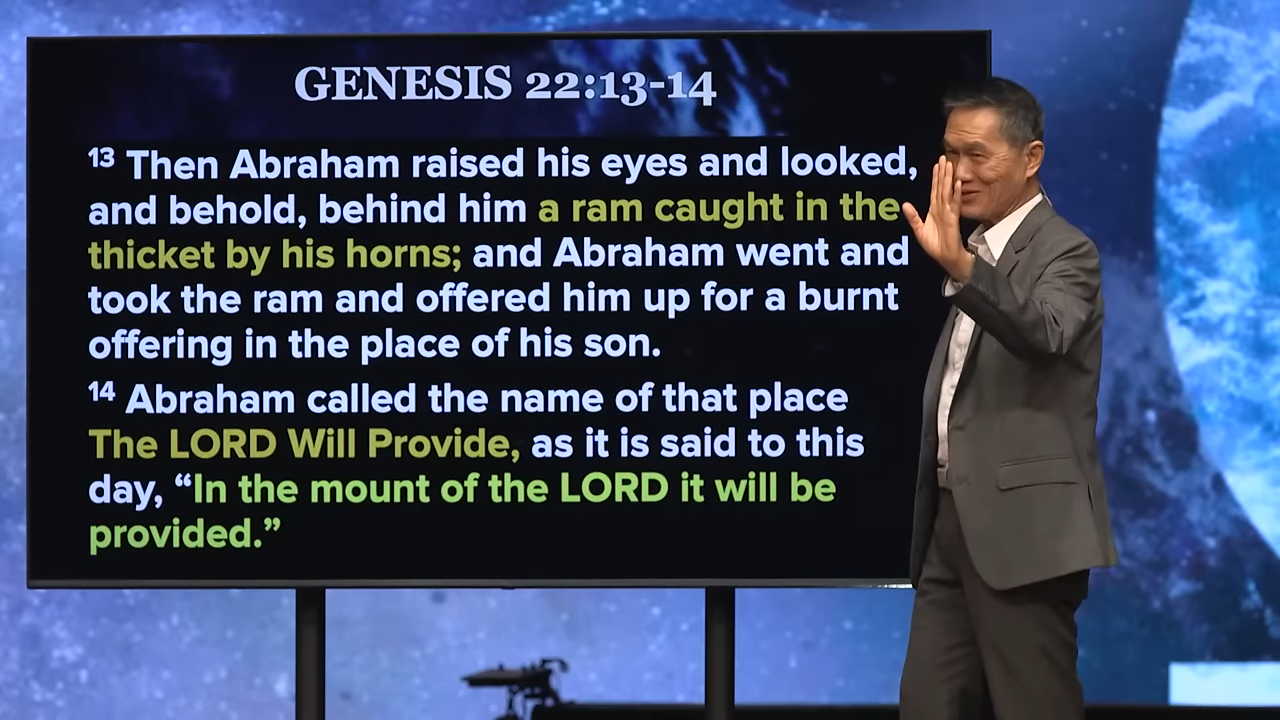 GENESIS 22:13-14
13 Then Abraham raised his eyes and looked,
and behold, behind him a ram caught in the
thicket by his horns; and Abraham went and
took the ram and offered him up for a burnt
offering in the place of his son.
14 Abraham called the name of that place
The LORD Will Provide, as it is said to this
day, “In the mount of the LORD it will be
provided.”